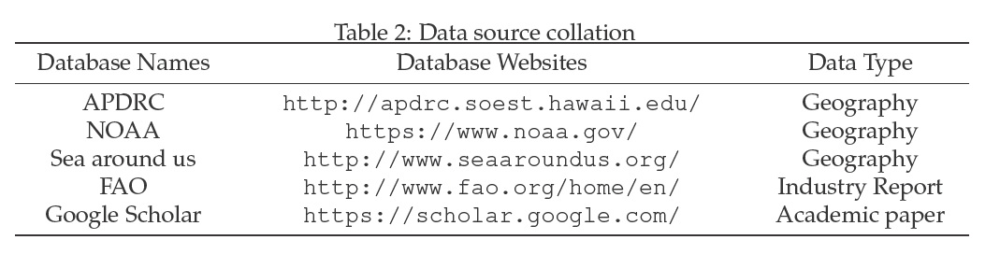 Table 2: Data source collation
Database Names Database Websites Data Type
APDRC http://apdrc.soest.hawaii.edu/ Geography
NOAA https://www.noaa.gov/ Geography
Sea around us http://www.seaaroundus.org/ Geography
FAO http://www.fao.org/home/en/ Industry Report
Google Scholar https://scholar.google.com/ Academic paper